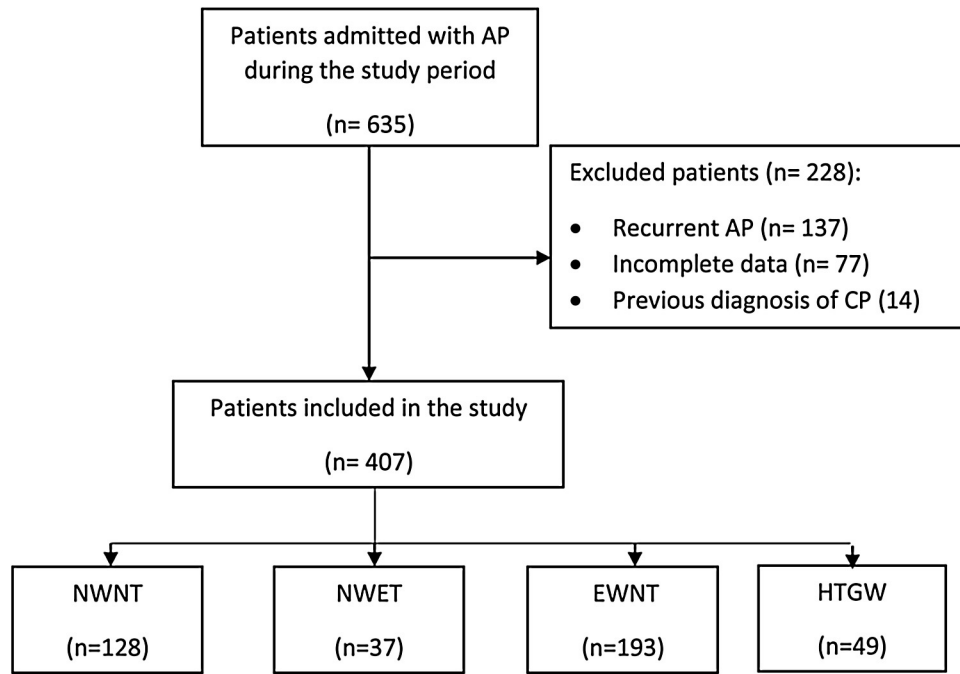 Patients admitted with AP
during the study period
(n= 635)
Excluded patients (n= 228):
• Recurrent AP (n= 137)
• Incomplete data (n= 77)
• Previous diagnosis of CP (14)
Patients included in the study
(n= 407)
NWNT
(n=128)
NWET
(n=37)
EWNT
(n=193)
HTGW
(n=49)